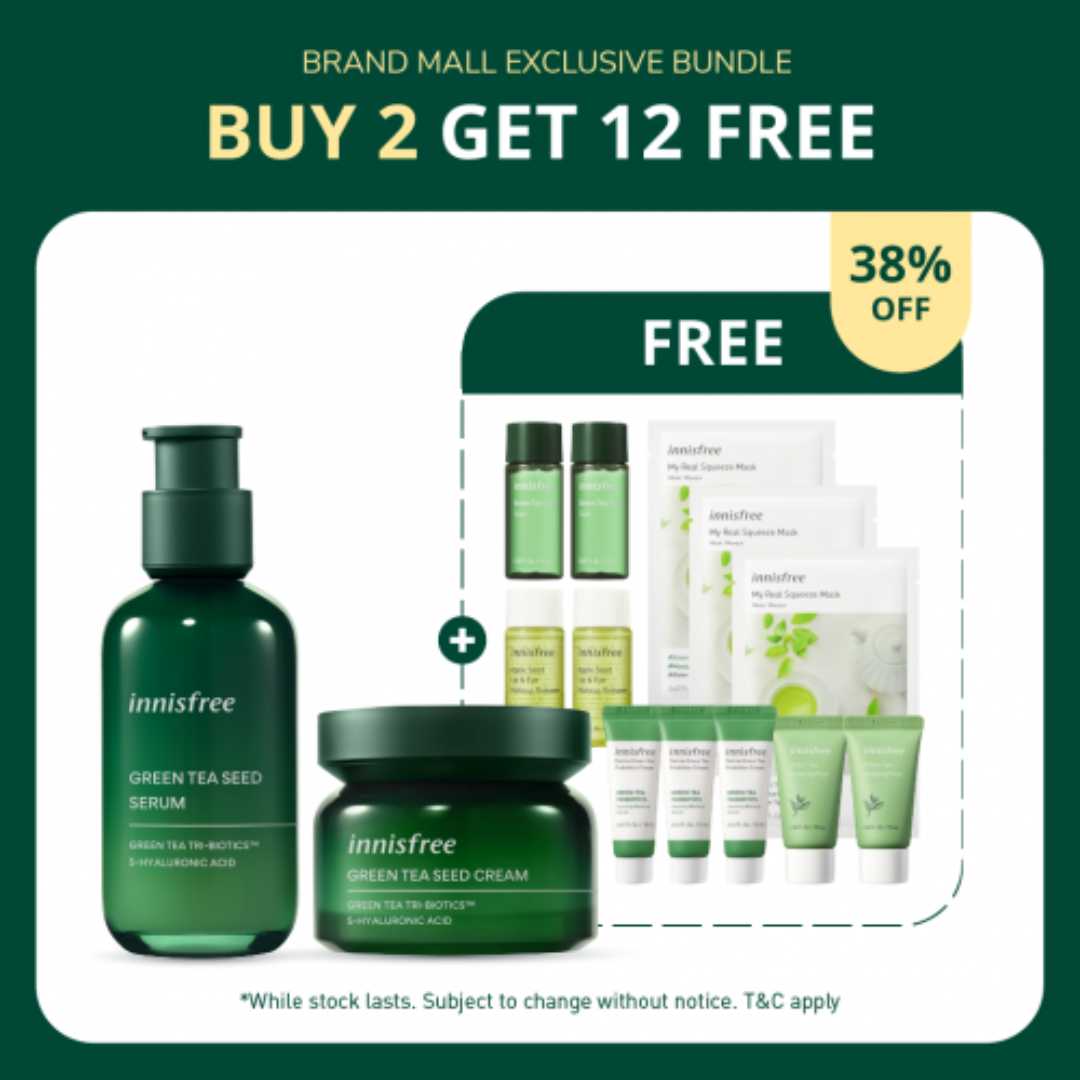 BRAND MALL EXCLUSIVE BUNDLE
BUY 2 GET 12 FREE
38%
OFF
FREE
innisfree
GREEN TEA SEED
SERUM
GREEN TEA TRI-BIOTICS™
5-HYALURONIC ACID
innisfree
GREEN TEA SEED CREAM
GREEN TEA TRI-BIOTICS™
5-HYALURONIC ACID
innisfree
innisfree
innisfree
My Real Squeeze Mask
innisfree
My Real Squeeze Mask
innisfree
My Real Squeeze Mask
innisfree
innisfree
innisfree
innisfree
innisfree
innisfree
innisfree
*While stock lasts. Subject to change without notice. T&C apply